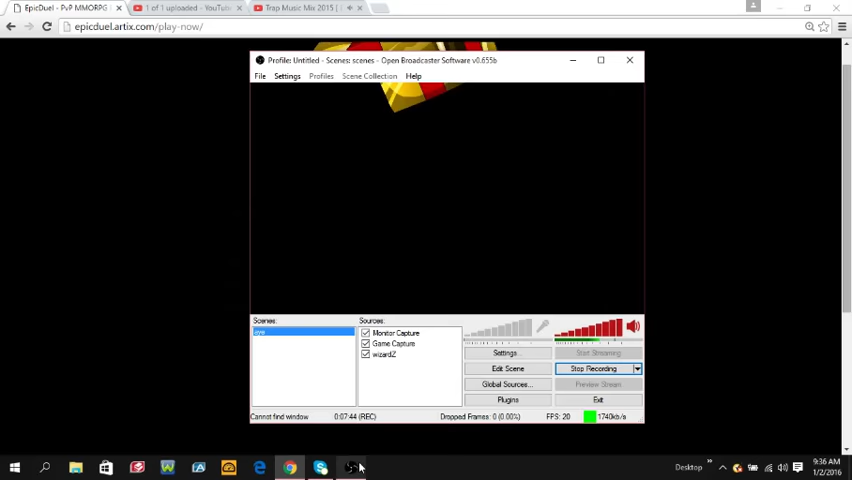 EpicDuel - PvP MMORPG
1 of 1 uploaded - YouTu
Trap Music Mix 2015 [
epicduel.artix.com/play-now/
Profile: Untitled - Scenes: scenes - Open Broadcaster Software v0.655b
File Settings Profiles Scene Collection Help
Scenes:
eye
Sources:
Monitor Capture
Game Capture
wizardZ
Settings...
Start Streaming
Edit Scene
Stop Recording
Global Sources...
Preview Stream
Plugins
Exit
Cannot find window
0:07:44 (REC)
Dropped Frames: 0 (0.00%)
FPS: 20
1740kb/s
Desktop
9:36 AM
1/2/2016